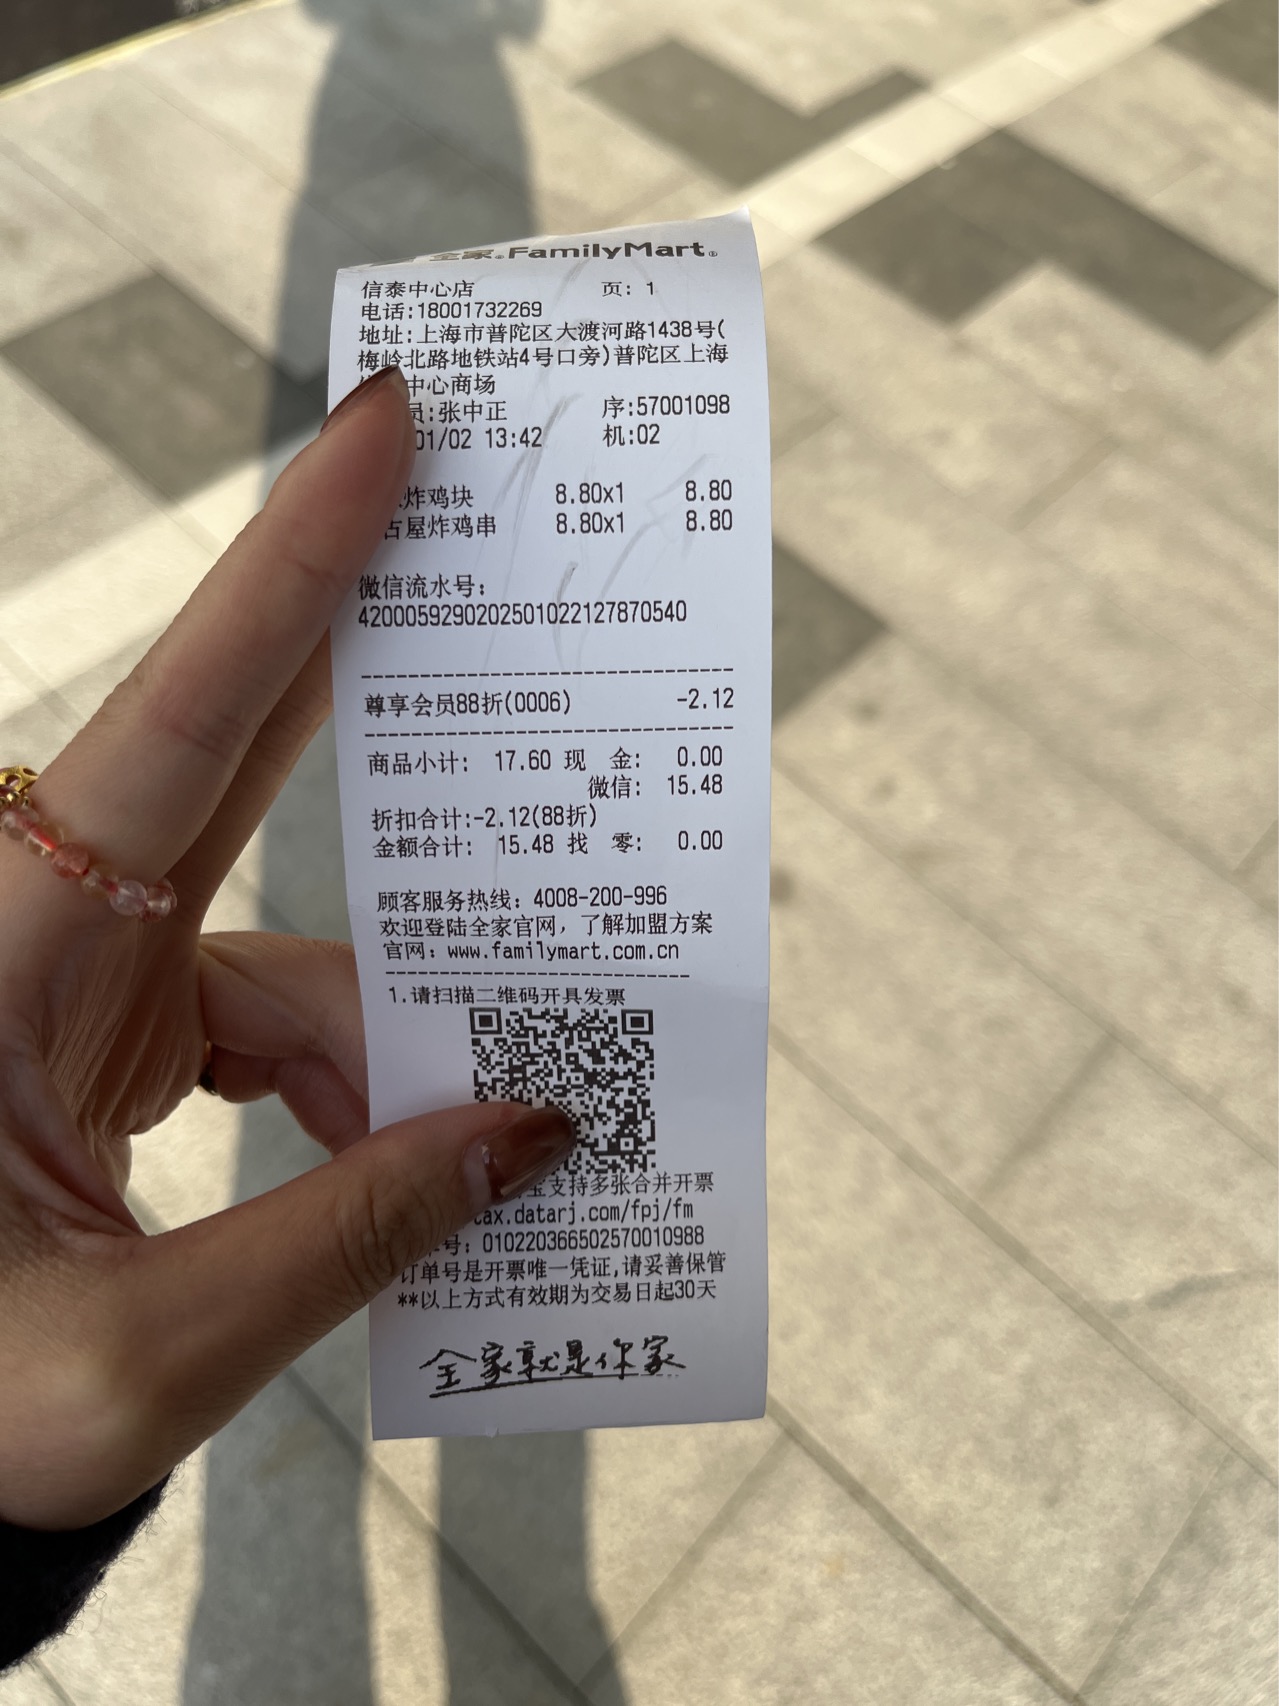 全家®FamilyMart®
信泰中心店 页: 1
电话:18001732269
地址:上海市普陀区大渡河路1438号(
梅岭北路地铁站4号口旁)普陀区上海
中心商场
员:张中正 序:57001098
01/02 13:42 机:02
炸鸡块 8.80x1 8.80
古屋炸鸡串 8.80x1 8.80
微信流水号:
4200059290202501022127870540
尊享会员88折(0006) -2.12
商品小计: 17.60 现 金: 0.00
微信: 15.48
折扣合计:-2.12(88折)
金额合计: 15.48 找 零: 0.00
顾客服务热线: 4008-200-996
欢迎登陆全家官网, 了解加盟方案
官网: www.familymart.com.cn
1.请扫描二维码开具发票
宝支持多张合并开票
tax.datarj.com/fpj/fm
单号: 010220366502570010988
订单号是开票唯一凭证,请妥善保管
**以上方式有效期为交易日起30天
全家就是你家